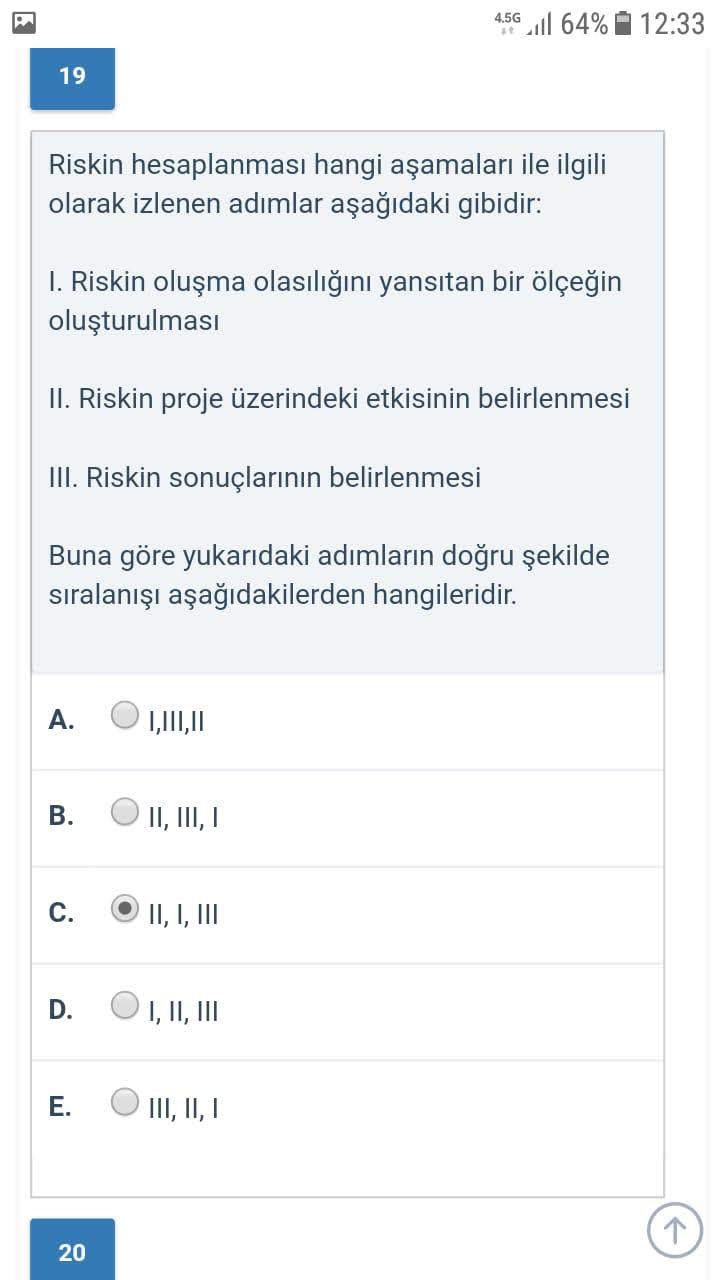 4.5G 64% 12:33
19
Riskin hesaplanması hangi aşamaları ile ilgili
olarak izlenen adımlar aşağıdaki gibidir:
I. Riskin oluşma olasılığını yansıtan bir ölçeğin
oluşturulması
II. Riskin proje üzerindeki etkisinin belirlenmesi
III. Riskin sonuçlarının belirlenmesi
Buna göre yukarıdaki adımların doğru şekilde
sıralanışı aşağıdakilerden hangileridir.
A. I,III,II
B. II, III, I
C. II, I, III
D. I, II, III
E. III, II, I
20